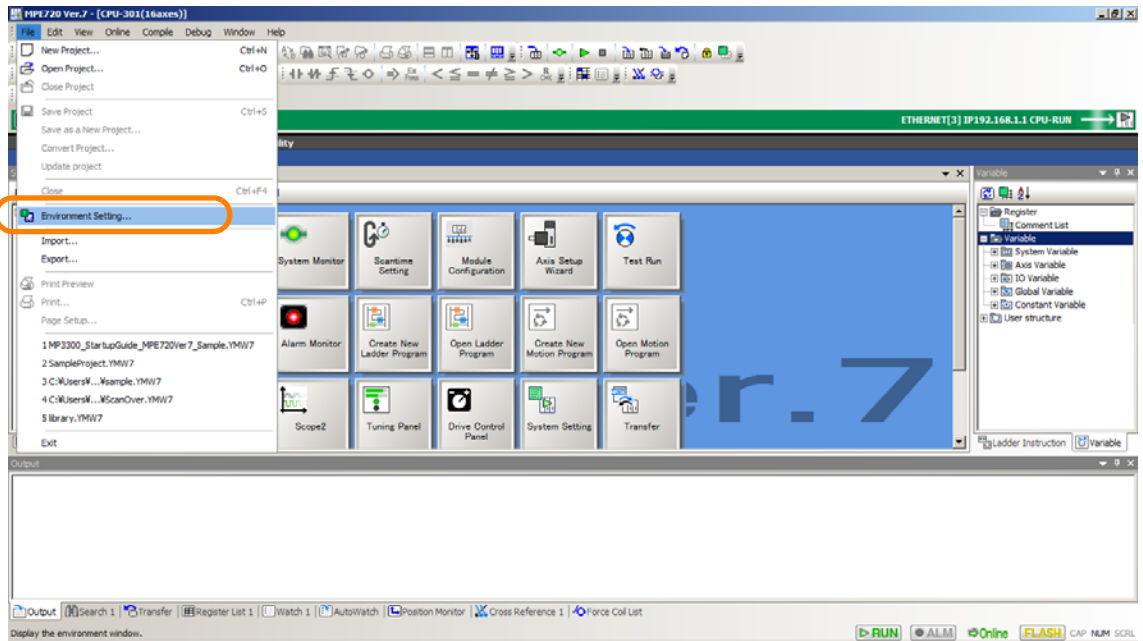 MPE720 Ver.7 - [CPU-301(16axes)]
File Edit View Online Compile Debug Window Help
New Project... Ctrl+N
Open Project... Ctrl+O
Close Project
Save Project Ctrl+S
Save as a New Project...
Convert Project...
Update project
Close Ctrl+F4
Environment Setting...
Import...
Export...
Print Preview
Print... Ctrl+P
Page Setup...
1 MP3300_StartupGuide_MPE720Ver7_Sample.YMW7
2 SampleProject.YMW7
3 C:¥Users¥...¥sample.YMW7
4 C:¥Users¥...¥ScanOver.YMW7
5 library.YMW7
Exit
ETHERNET[3] IP192.168.1.1 CPU-RUN
ility
System Monitor
Scantime Setting
Module Configuration
Axis Setup Wizard
Test Run
Alarm Monitor
Create New Ladder Program
Open Ladder Program
Create New Motion Program
Open Motion Program
Scope2
Tuning Panel
Drive Control Panel
System Setting
Transfer
er.7
Variable
Register
Comment List
Variable
System Variable
Axis Variable
IO Variable
Global Variable
Constant Variable
User structure
Ladder Instruction Variable
Output
Output Search 1 Transfer Register List 1 Watch 1 AutoWatch Position Monitor Cross Reference 1 Force Coil List
Display the environment window.
RUN ALM Online FLASH CAP NUM SCRL